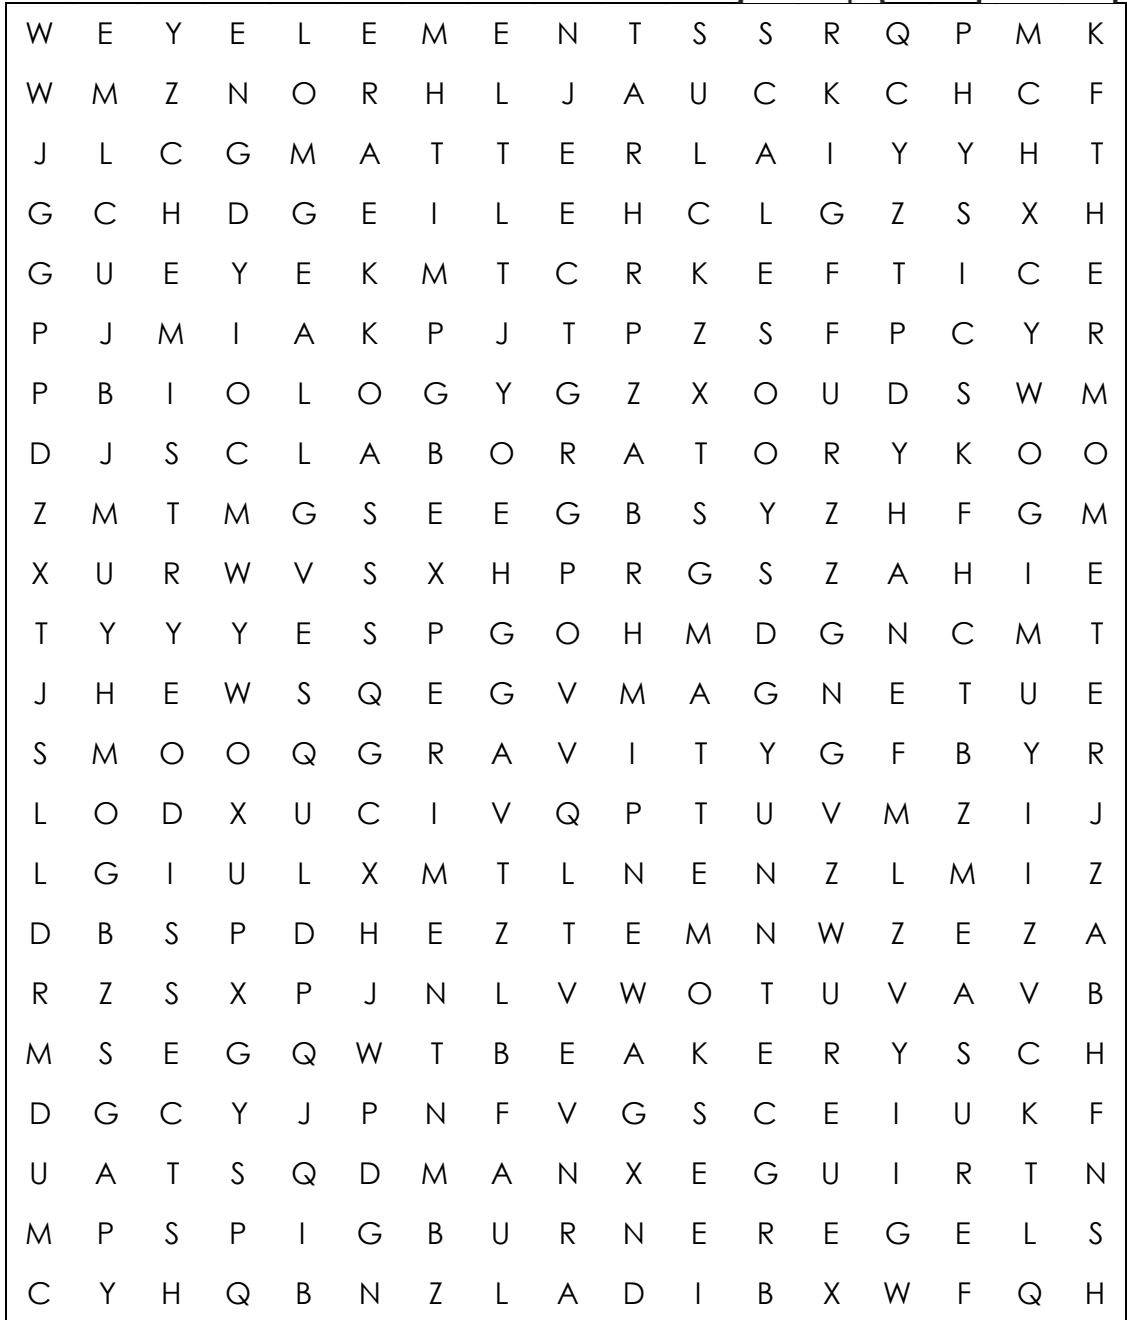 W E Y E L E M E N T S S R Q P M K
W M Z N O R H L J A U C K C H C F
J L C G M A T T E R L A I Y Y H T
G C H D G E I L E H C L G Z S X H
G U E Y E K M T C R K E F T I C E
P J M I A K P J T P Z S F P C Y R
P B I O L O G Y G Z X O U D S W M
D J S C L A B O R A T O R Y K O O
Z M T M G S E E G B S Y Z H F G M
X U R W V S X H P R G S Z A H I E
T Y Y Y E S P G O H M D G N C M T
J H E W S Q E G V M A G N E T U E
S M O O Q G R A V I T Y G F B Y R
L O D X U C I V Q P T U V M Z I J
L G I U L X M T L N E N Z L M I Z
D B S P D H E Z T E M N W Z E Z A
R Z S X P J N L V W O T U V A V B
M S E G Q W T B E A K E R Y S C H
D G C Y J P N F V G S C E I U K F
U A T S Q D M A N X E G U I R T N
M P S P I G B U R N E R E G E L S
C Y H Q B N Z L A D I B X W F Q H